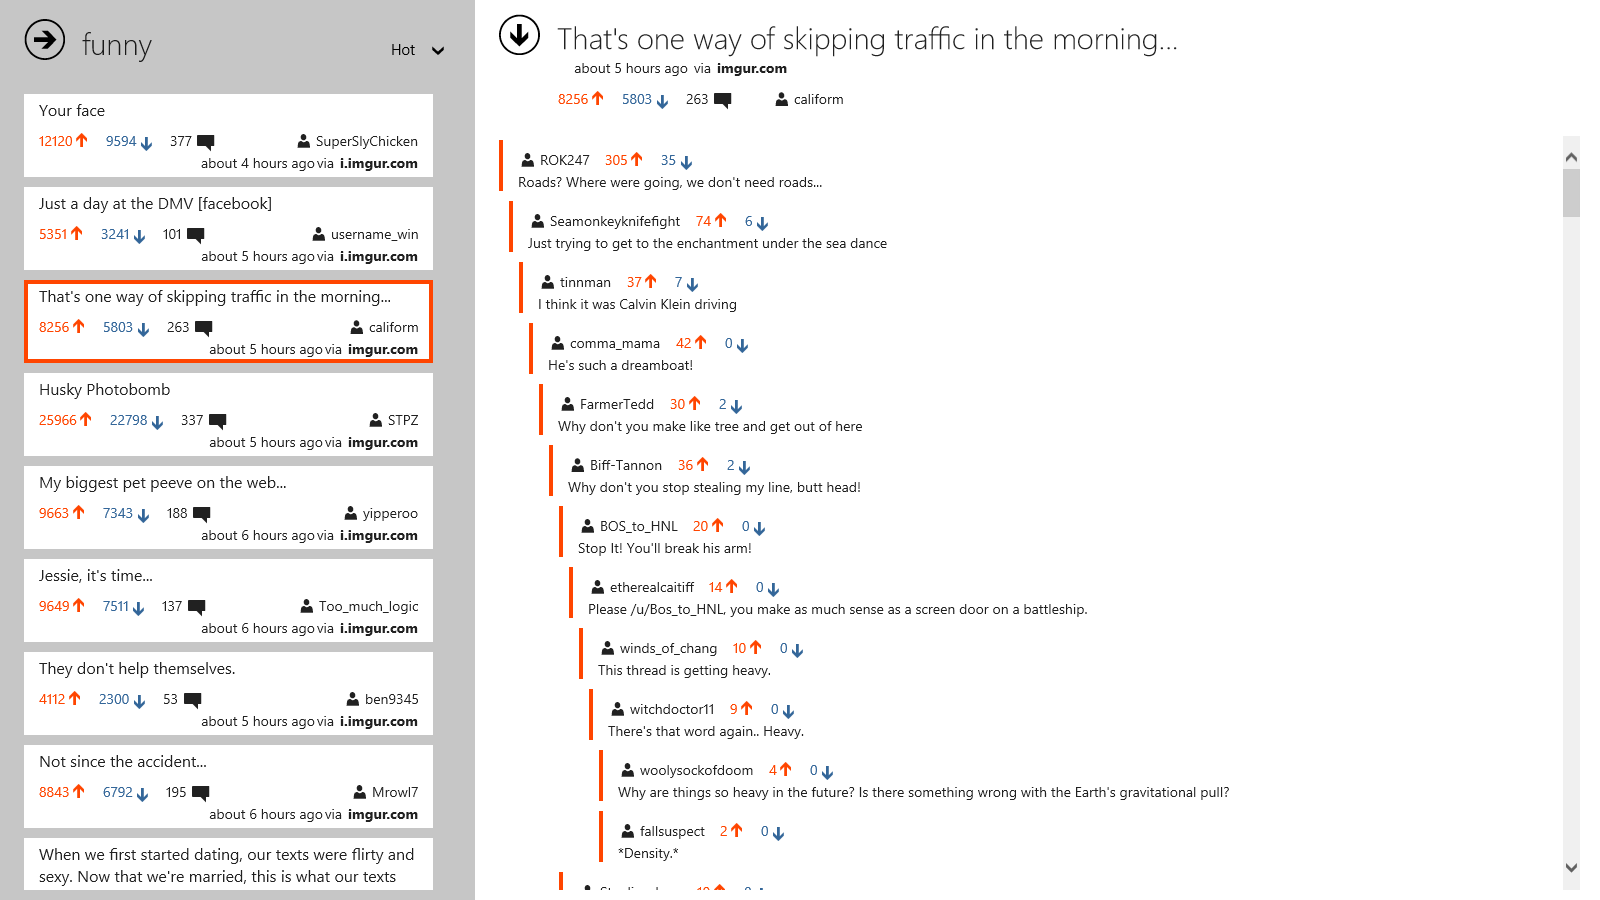 funny
Hot
Your face
12120 9594 377 SuperSlyChicken
about 4 hours ago via i.imgur.com
Just a day at the DMV [facebook]
5351 3241 101 username_win
about 5 hours ago via i.imgur.com
That's one way of skipping traffic in the morning...
8256 5803 263 caliform
about 5 hours ago via imgur.com
Husky Photobomb
25966 22798 337 STPZ
about 5 hours ago via imgur.com
My biggest pet peeve on the web...
9663 7343 188 yipperoo
about 6 hours ago via i.imgur.com
Jessie, it's time...
9649 7511 137 Too_much_logic
about 6 hours ago via i.imgur.com
They don't help themselves.
4112 2300 53 ben9345
about 5 hours ago via i.imgur.com
Not since the accident...
8843 6792 195 Mrowl7
about 6 hours ago via imgur.com
When we first started dating, our texts were flirty and
sexy. Now that we're married, this is what our texts
That's one way of skipping traffic in the morning...
about 5 hours ago via imgur.com
8256 5803 263 caliform
ROK247 305 35
Roads? Where were going, we don't need roads...
Seamonkeyknifefight 74 6
Just trying to get to the enchantment under the sea dance
tinnman 37 7
I think it was Calvin Klein driving
comma_mama 42 0
He's such a dreamboat!
FarmerTedd 30 2
Why don't you make like tree and get out of here
Biff-Tannon 36 2
Why don't you stop stealing my line, butt head!
BOS_to_HNL 20 0
Stop It! You'll break his arm!
etherealcaitiff 14 0
Please /u/Bos_to_HNL, you make as much sense as a screen door on a battleship.
winds_of_chang 10 0
This thread is getting heavy.
witchdoctor11 9 0
There's that word again.. Heavy.
woolysockofdoom 4 0
Why are things so heavy in the future? Is there something wrong with the Earth's gravitational pull?
fallsuspect 2 0
*Density.*